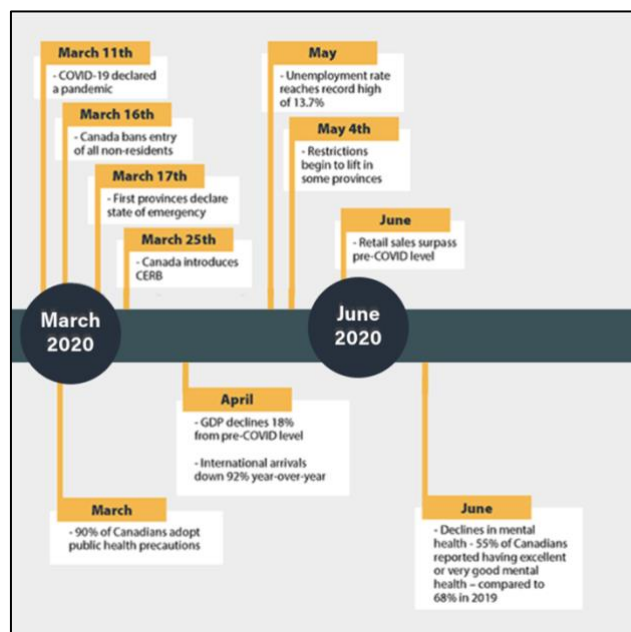 March 11th
- COVID-19 declared
a pandemic
March 16th
- Canada bans entry
of all non-residents
March 17th
- First provinces declare
state of emergency
March 25th
- Canada introduces
CERB
May
- Unemployment rate
reaches record high
of 13.7%
May 4th
- Restrictions
begin to lift in
some provinces
June
- Retail sales surpass
pre-COVID level
March
2020
June
2020
April
- GDP declines 18%
from pre-COVID level
- International arrivals
down 92% year-over-year
March
- 90% of Canadians adopt
public health precautions
June
- Declines in mental
health - 55% of Canadians
reported having excellent
or very good mental
health – compared to
68% in 2019